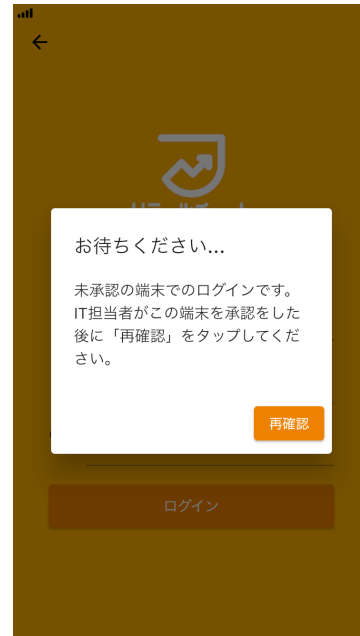 お待ちください...
未承認の端末でのログインです。
IT担当者がこの端末を承認をした
後に「再確認」をタップしてくだ
さい。
再確認
ログイン